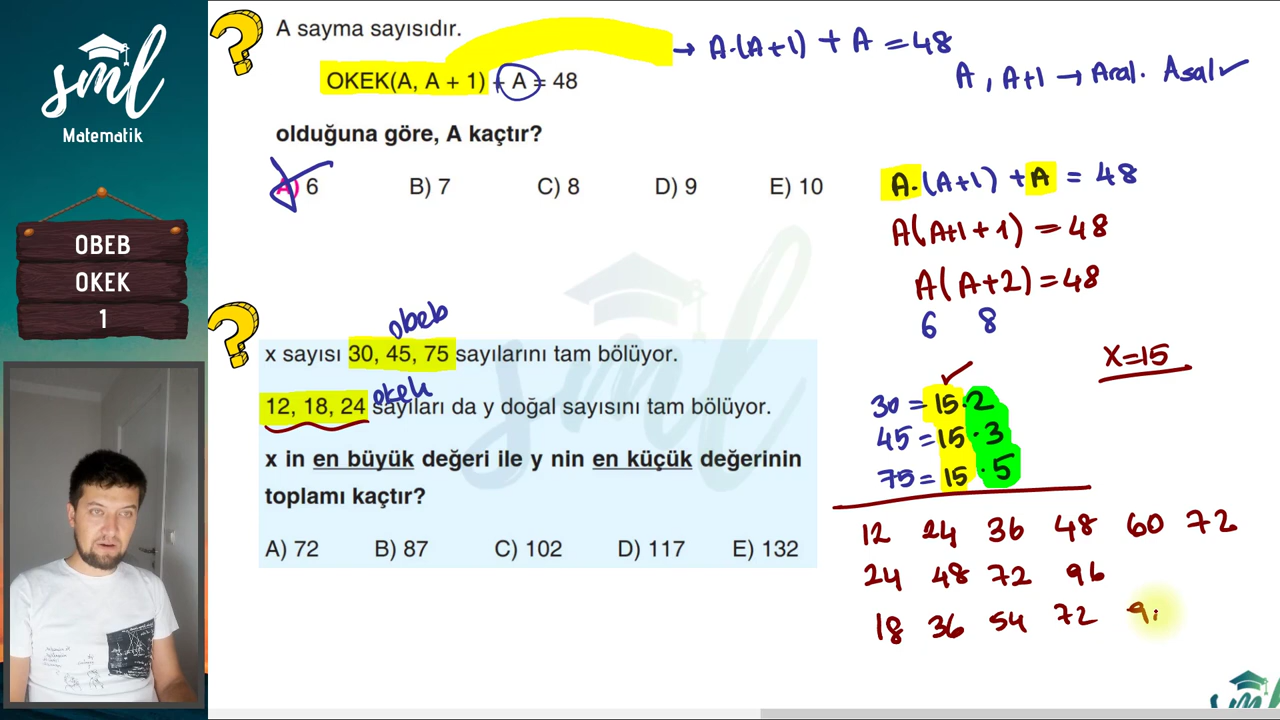 sml
Matematik
OBEB
OKEK
1
A sayma sayısıdır.
OKEK(A, A + 1) + A = 48
→ A·(A+1) + A = 48
A, A+1 → Aral. Asal ✓
olduğuna göre, A kaçtır?
A) 6 B) 7 C) 8 D) 9 E) 10
A·(A+1) + A = 48
A(A+1+1) = 48
A(A+2) = 48
6 8
obeb
x sayısı 30, 45, 75 sayılarını tam bölüyor.
okek
12, 18, 24 sayıları da y doğal sayısını tam bölüyor.
x in en büyük değeri ile y nin en küçük değerinin
toplamı kaçtır?
A) 72 B) 87 C) 102 D) 117 E) 132
x=15
30 = 15·2
45 = 15·3
75 = 15·5
12 24 36 48 60 72
24 48 72 96
18 36 54 72 9